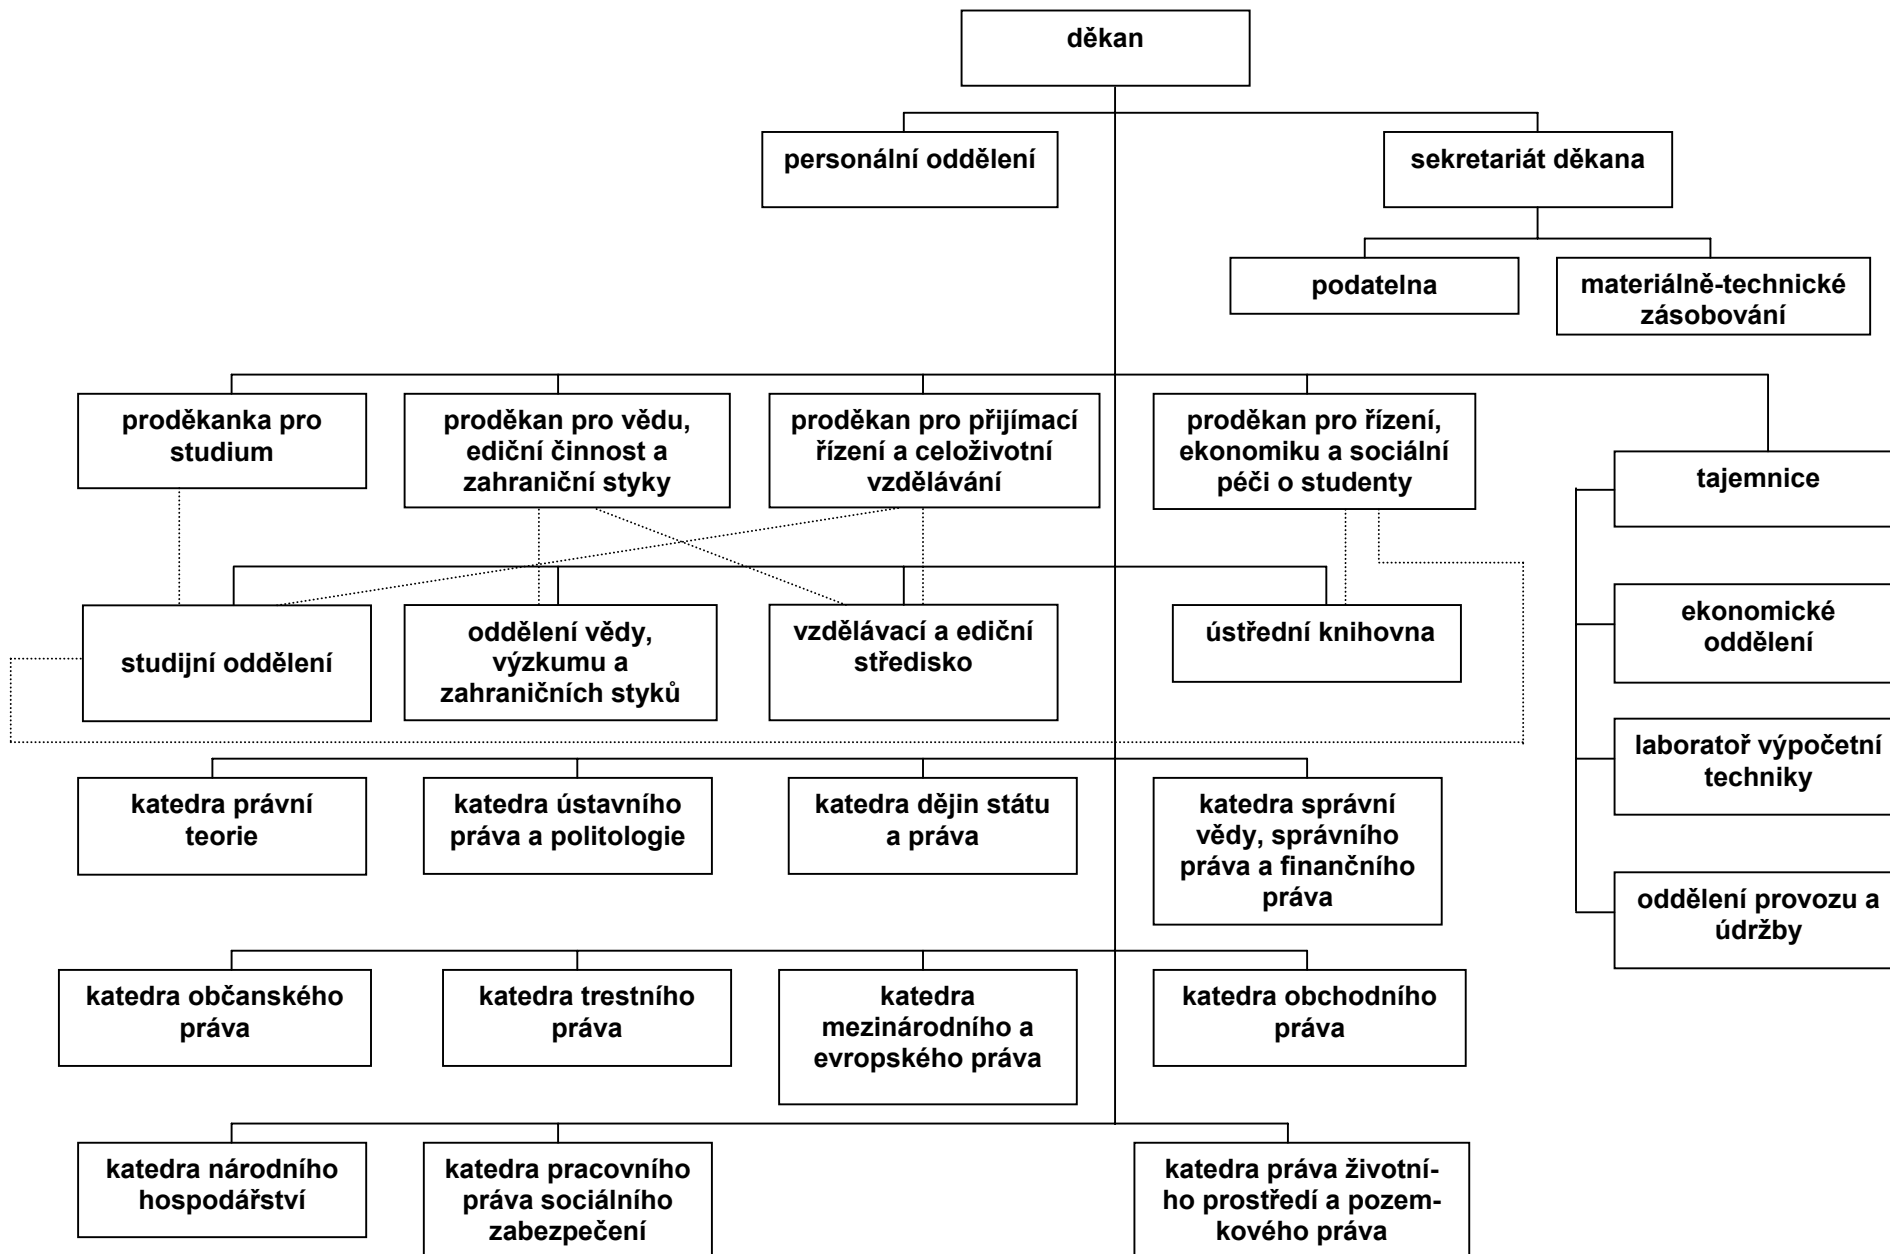 děkan
personální oddělení
sekretariát děkana
podatelna
materiálně-technické
zásobování
proděkanka pro
studium
proděkan pro vědu,
ediční činnost a
zahraniční styky
proděkan pro přijímací
řízení a celoživotní
vzdělávání
proděkan pro řízení,
ekonomiku a sociální
péči o studenty
tajemnice
studijní oddělení
oddělení vědy,
výzkumu a
zahraničních styků
vzdělávací a ediční
středisko
ústřední knihovna
ekonomické
oddělení
laboratoř výpočetní
techniky
oddělení provozu a
údržby
katedra právní
teorie
katedra ústavního
práva a politologie
katedra dějin státu
a práva
katedra správní
vědy, správního
práva a finančního
práva
katedra občanského
práva
katedra trestního
práva
katedra
mezinárodního a
evropského práva
katedra obchodního
práva
katedra národního
hospodářství
katedra pracovního
práva sociálního
zabezpečení
katedra práva životní-
ho prostředí a pozem-
kového práva